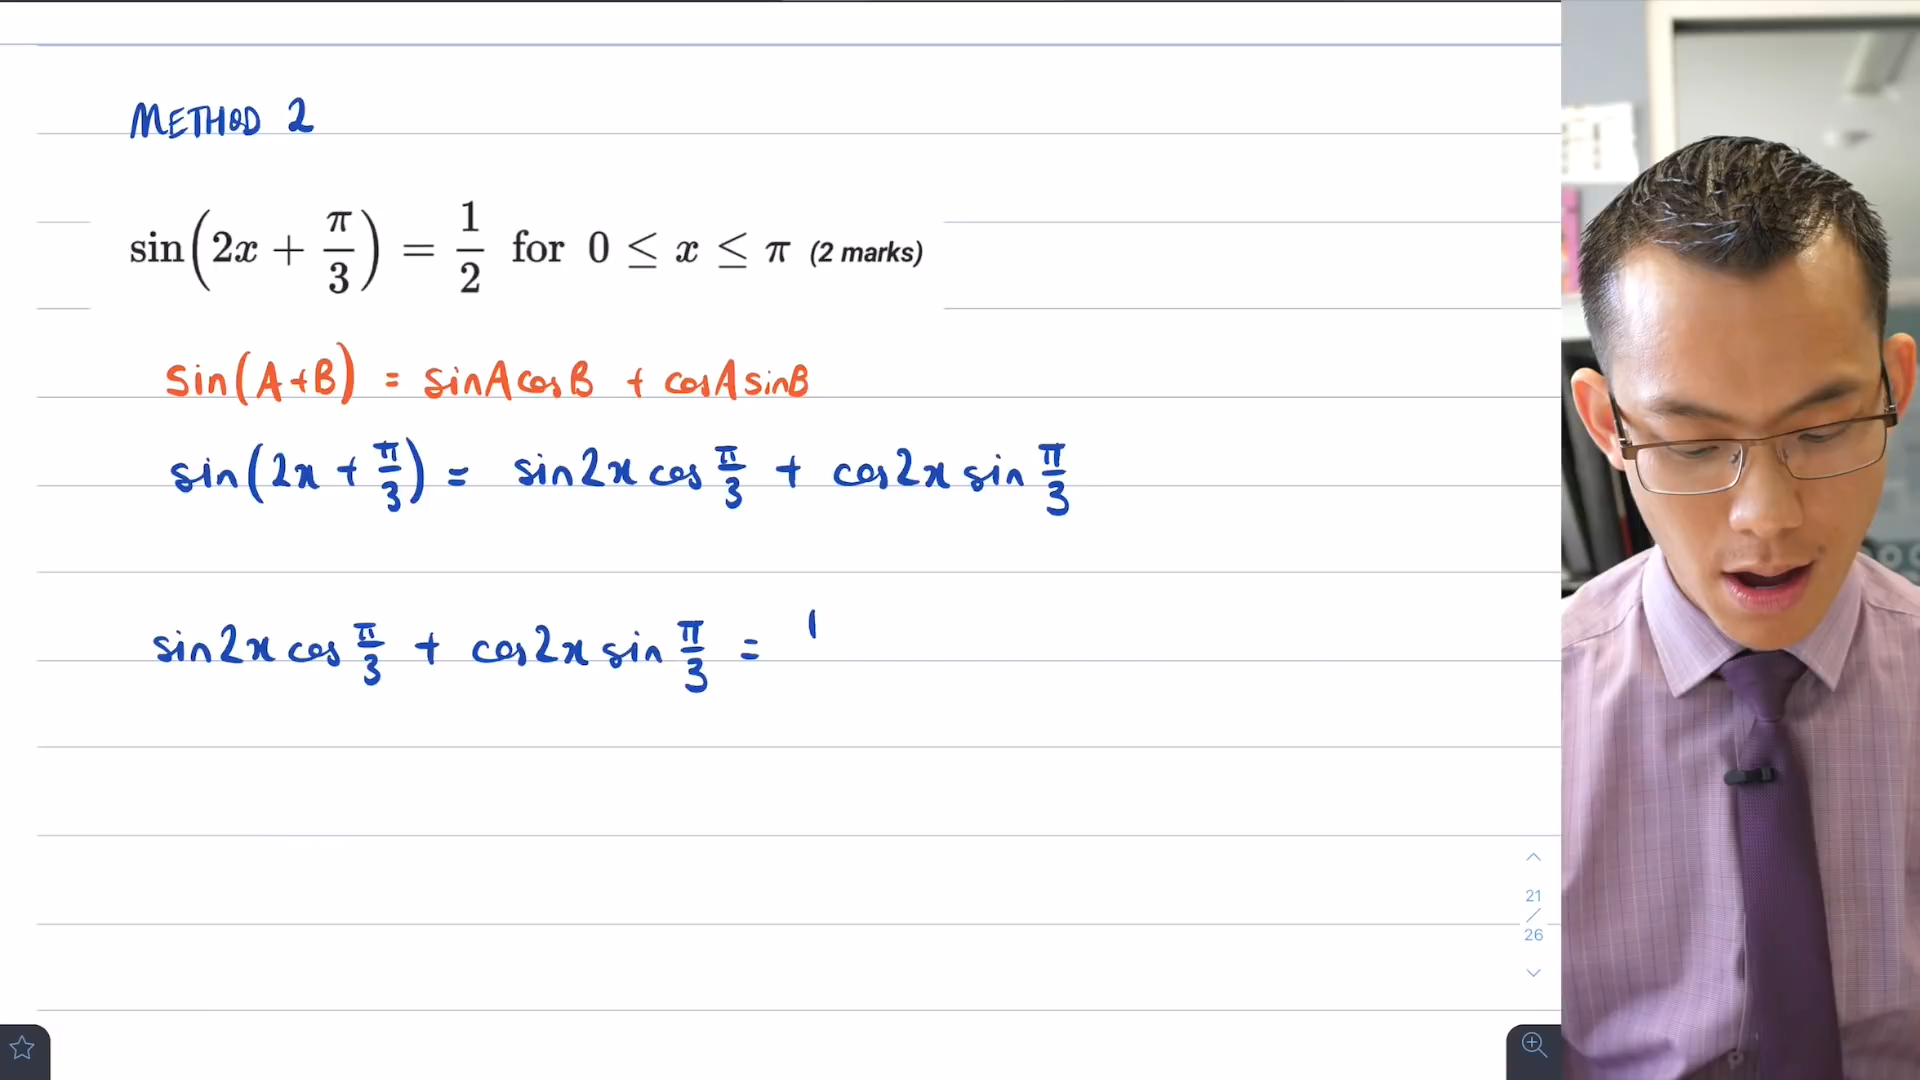 METHOD 2
sin(2x + π/3) = 1/2 for 0 ≤ x ≤ π (2 marks)
sin(A+B) = sinAcosB + cosAsinB
sin(2x + π/3) = sin2x cos π/3 + cos2x sin π/3
sin2x cos π/3 + cos2x sin π/3 = 1
21
/
26